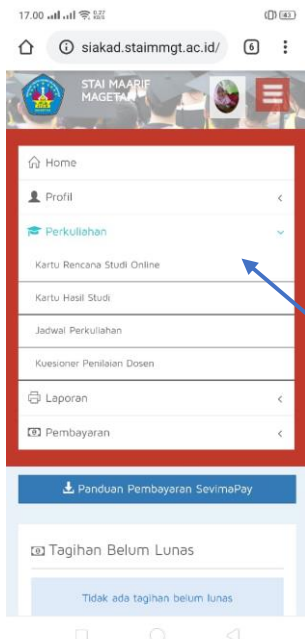 17.00
siakad.staimmgt.ac.id/
6
STAI MAARIF
MAGETAN
Home
Profil
Perkuliahan
Kartu Rencana Studi Online
Kartu Hasil Studi
Jadwal Perkuliahan
Kuesioner Penilaian Dosen
Laporan
Pembayaran
Panduan Pembayaran SevimaPay
Tagihan Belum Lunas
Tidak ada tagihan belum lunas